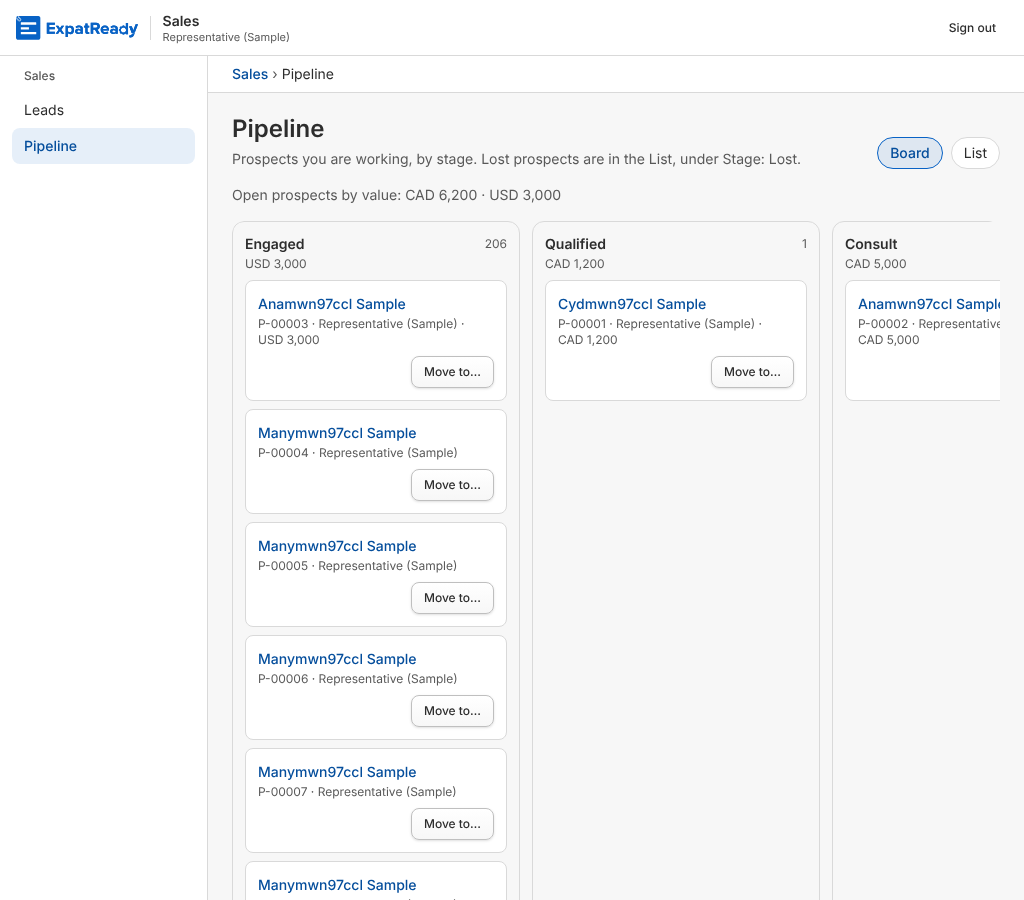 ExpatReady
Sales
Representative (Sample)
Sign out
Sales
Leads
Pipeline
Sales › Pipeline
Pipeline
Prospects you are working, by stage. Lost prospects are in the List, under Stage: Lost.
Board
List
Open prospects by value: CAD 6,200 · USD 3,000
Engaged
206
USD 3,000
Anamwn97ccl Sample
P-00003 · Representative (Sample) ·
USD 3,000
Move to...
Manymwn97ccl Sample
P-00004 · Representative (Sample)
Move to...
Manymwn97ccl Sample
P-00005 · Representative (Sample)
Move to...
Manymwn97ccl Sample
P-00006 · Representative (Sample)
Move to...
Manymwn97ccl Sample
P-00007 · Representative (Sample)
Move to...
Manymwn97ccl Sample
Qualified
1
CAD 1,200
Cydmwn97ccl Sample
P-00001 · Representative (Sample) ·
CAD 1,200
Move to...
Consult
CAD 5,000
Anamwn97ccl Sample
P-00002 · Representative
CAD 5,000